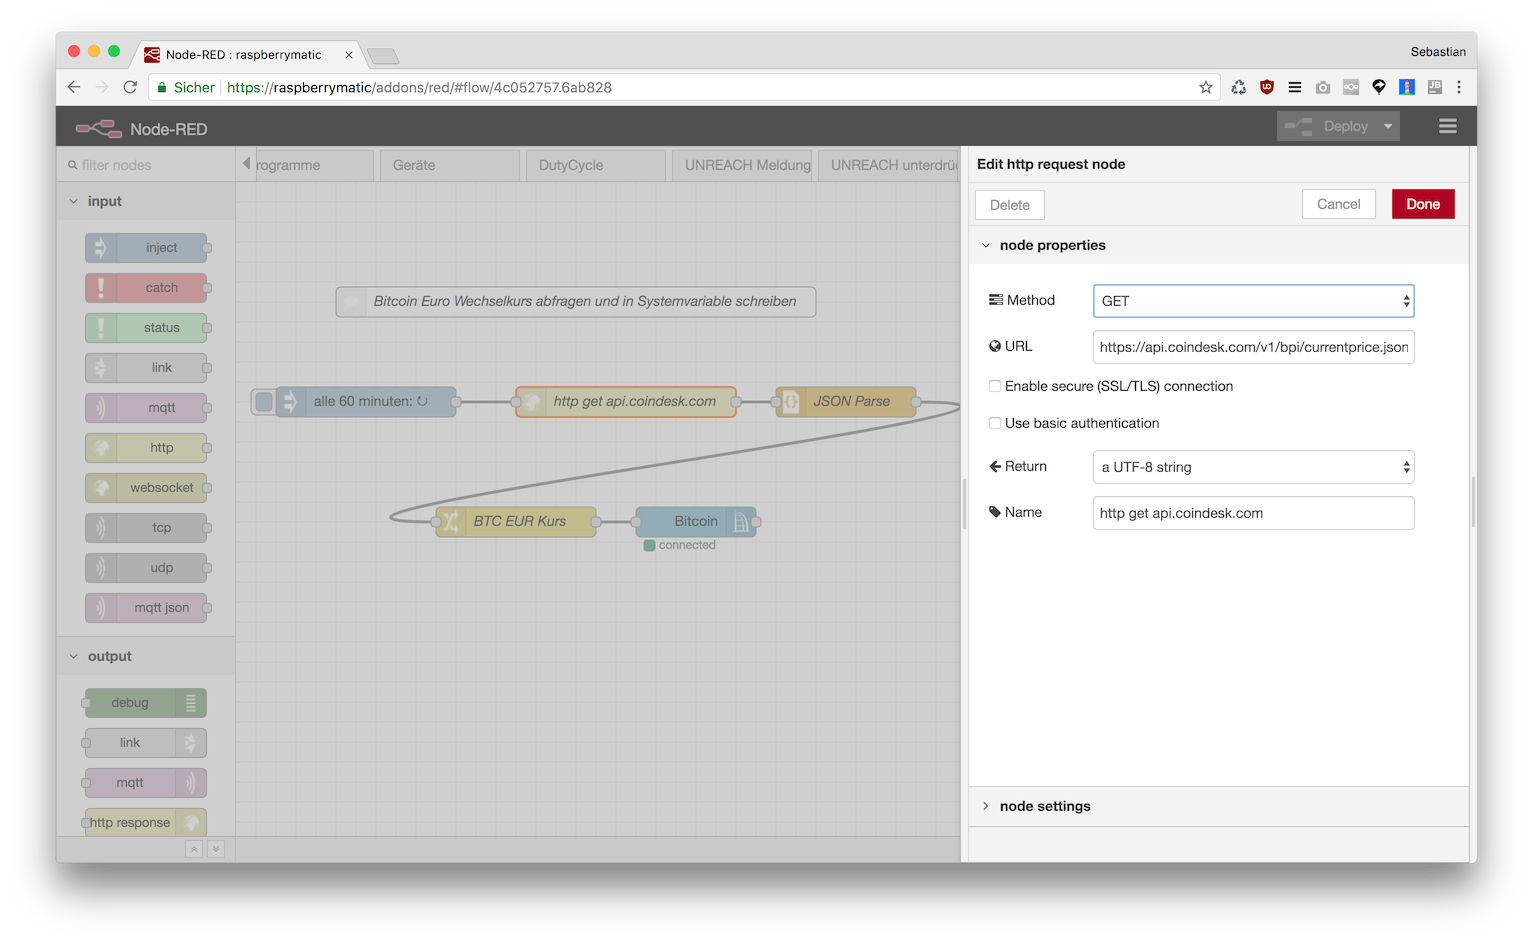 Node-RED : raspberrymatic
Sebastian
Sicher https://raspberrymatic/addons/red/#flow/4c052757.6ab828
Node-RED
Deploy
filter nodes
rogramme
Geräte
DutyCycle
UNREACH Meldung
UNREACH unterdrü
input
inject
catch
status
link
mqtt
http
websocket
tcp
udp
mqtt json
output
debug
link
mqtt
http response
Bitcoin Euro Wechselkurs abfragen und in Systemvariable schreiben
alle 60 minuten: ↻
http get api.coindesk.com
JSON Parse
BTC EUR Kurs
Bitcoin
connected
Edit http request node
Delete
Cancel
Done
node properties
Method
GET
URL
https://api.coindesk.com/v1/bpi/currentprice.json
Enable secure (SSL/TLS) connection
Use basic authentication
Return
a UTF-8 string
Name
http get api.coindesk.com
node settings